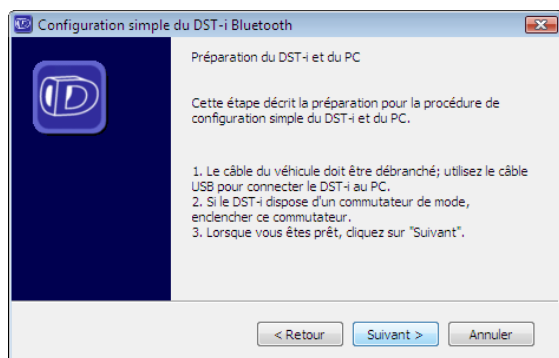 Configuration simple du DST-i Bluetooth
Préparation du DST-i et du PC
Cette étape décrit la préparation pour la procédure de
configuration simple du DST-i et du PC.
1. Le câble du véhicule doit être débranché; utilisez le câble
USB pour connecter le DST-i au PC.
2. Si le DST-i dispose d'un commutateur de mode,
enclencher ce commutateur.
3. Lorsque vous êtes prêt, cliquez sur "Suivant".
< Retour
Suivant >
Annuler